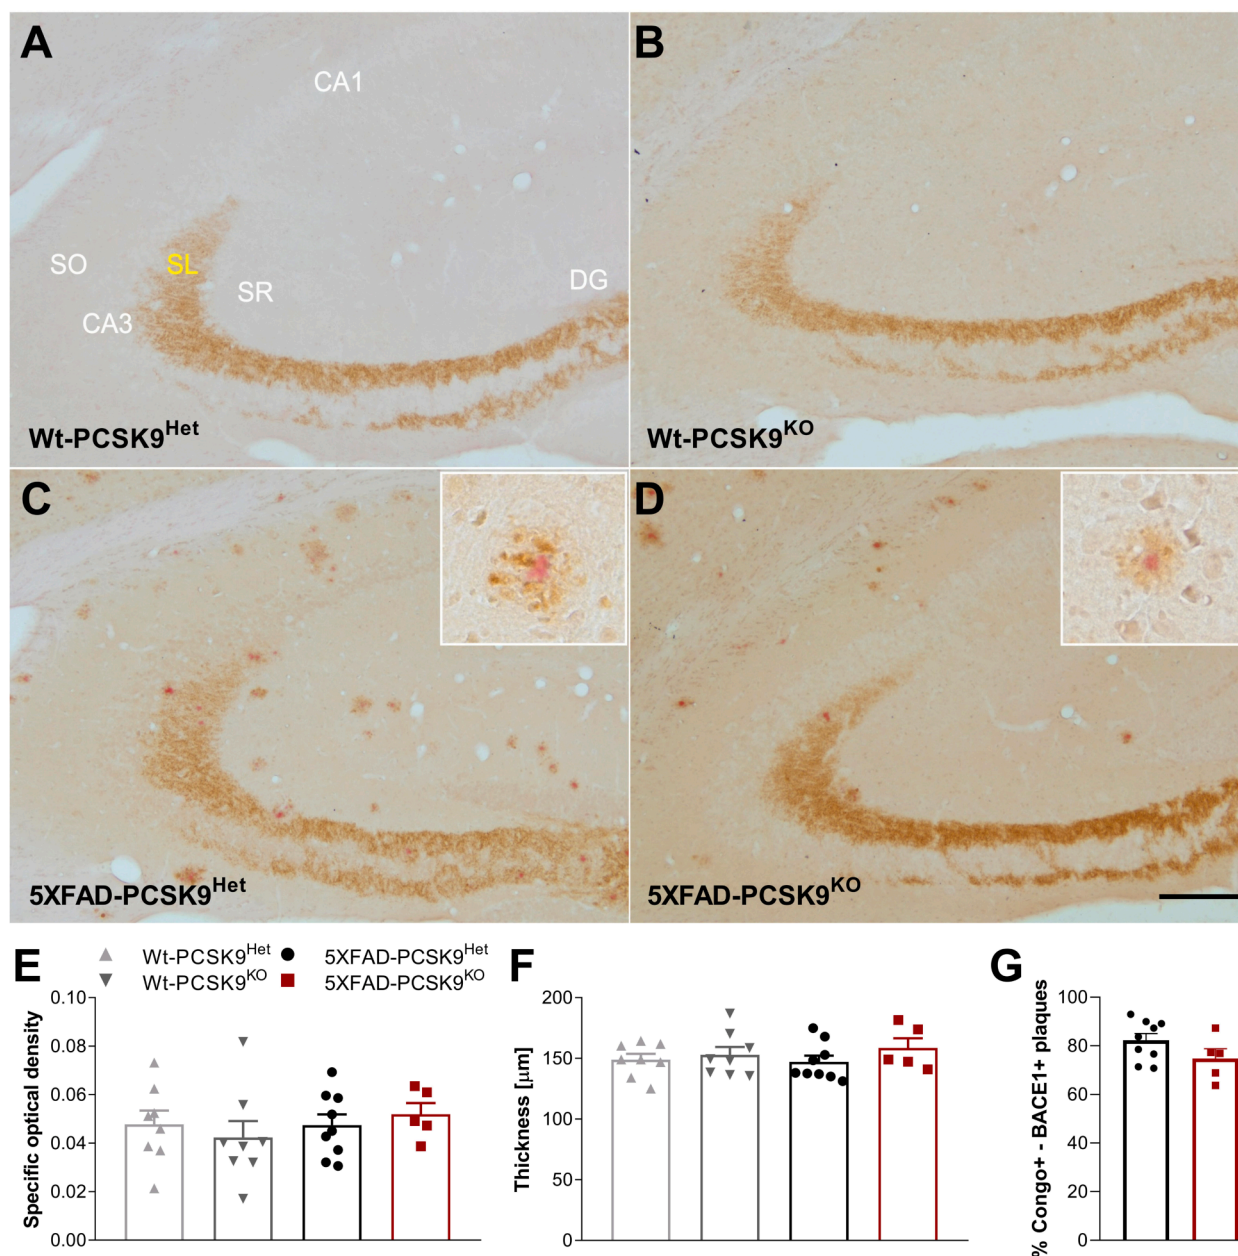 A
B
CA1
SO
SL
SR
DG
CA3
Wt-PCSK9Het
Wt-PCSK9KO
C
D
5XFAD-PCSK9Het
5XFAD-PCSK9KO
E
Wt-PCSK9Het
5XFAD-PCSK9Het
Wt-PCSK9KO
5XFAD-PCSK9KO
Specific optical density
0.10
0.08
0.06
0.04
0.02
0.00
F
Thickness [µm]
200
150
100
50
0
G
% Congo+ - BACE1+ plaques
100
80
60
40
20
0